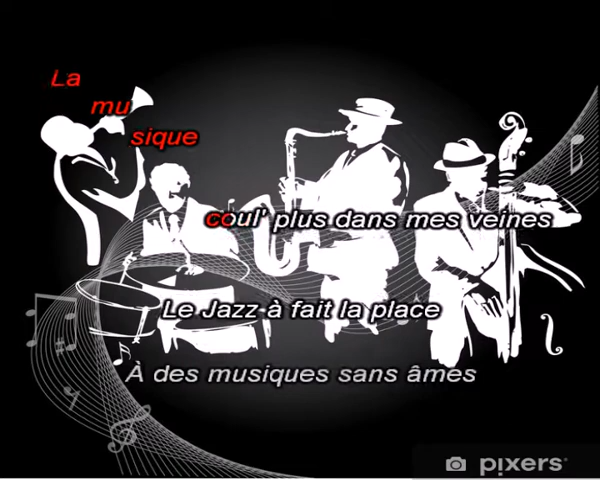 La
mu
sique
coul' plus dans mes veines
Le Jazz à fait la place
À des musiques sans âmes
pixers